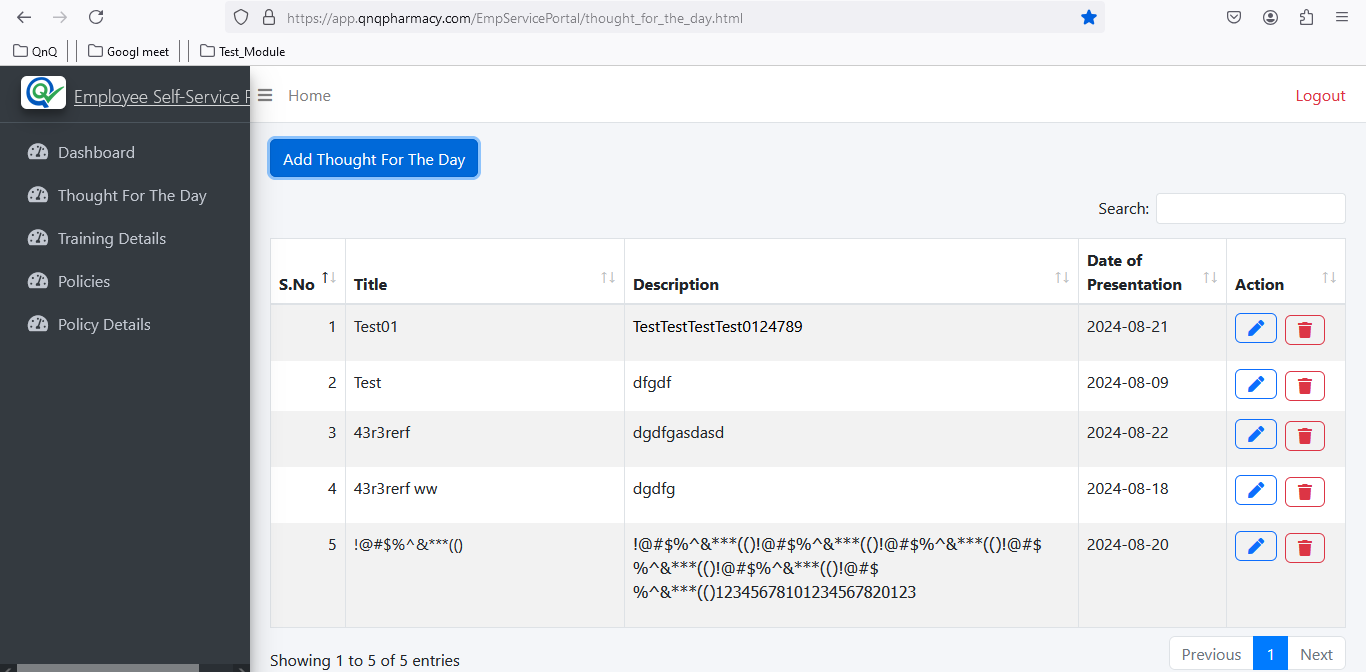 https://app.qnqpharmacy.com/EmpServicePortal/thought_for_the_day.html
QnQ Googl meet Test_Module
Employee Self-Service P
Home Logout
Dashboard
Thought For The Day
Training Details
Policies
Policy Details
Add Thought For The Day
Search:
S.No Title Description Date of Presentation Action
1 Test01 TestTestTestTest0124789 2024-08-21
2 Test dfgdf 2024-08-09
3 43r3rerf dgdfgasdasd 2024-08-22
4 43r3rerf ww dgdfg 2024-08-18
5 !@#$%^&***(() !@#$%^&***(()!@#$%^&***(()!@#$%^&***(()!@#$ 2024-08-20
%^&***(()!@#$%^&***(()!@#$
%^&***(()12345678101234567820123
Showing 1 to 5 of 5 entries
Previous 1 Next